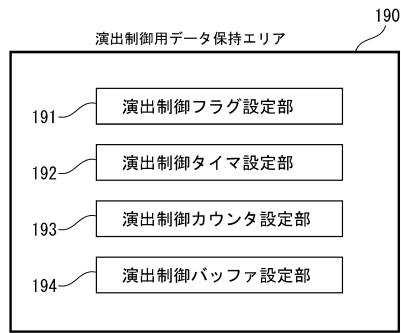 190
演出制御用データ保持エリア
191 演出制御フラグ設定部
192 演出制御タイマ設定部
193 演出制御カウンタ設定部
194 演出制御バッファ設定部